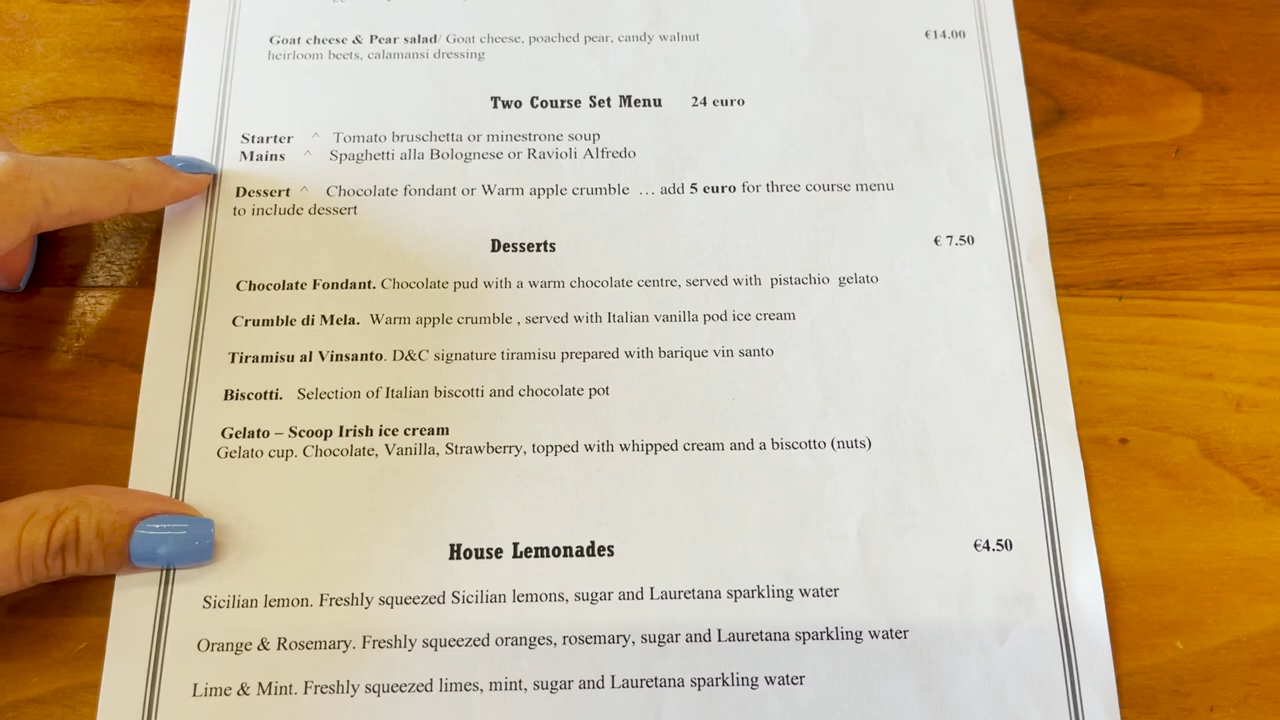 Goat cheese & Pear salad/ Goat cheese, poached pear, candy walnut €14.00
heirloom beets, calamansi dressing
Two Course Set Menu 24 euro
Starter ^ Tomato bruschetta or minestrone soup
Mains ^ Spaghetti alla Bolognese or Ravioli Alfredo
Dessert ^ Chocolate fondant or Warm apple crumble … add 5 euro for three course menu
to include dessert
Desserts € 7.50
Chocolate Fondant. Chocolate pud with a warm chocolate centre, served with pistachio gelato
Crumble di Mela. Warm apple crumble , served with Italian vanilla pod ice cream
Tiramisu al Vinsanto. D&C signature tiramisu prepared with barique vin santo
Biscotti. Selection of Italian biscotti and chocolate pot
Gelato – Scoop Irish ice cream
Gelato cup. Chocolate, Vanilla, Strawberry, topped with whipped cream and a biscotto (nuts)
House Lemonades €4.50
Sicilian lemon. Freshly squeezed Sicilian lemons, sugar and Lauretana sparkling water
Orange & Rosemary. Freshly squeezed oranges, rosemary, sugar and Lauretana sparkling water
Lime & Mint. Freshly squeezed limes, mint, sugar and Lauretana sparkling water